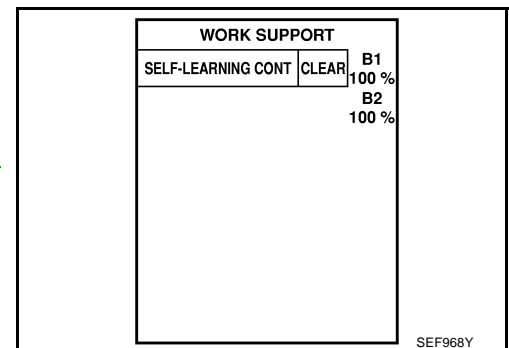 WORK SUPPORT
SELF-LEARNING CONT CLEAR B1
100 %
B2
100 %
SEF968Y